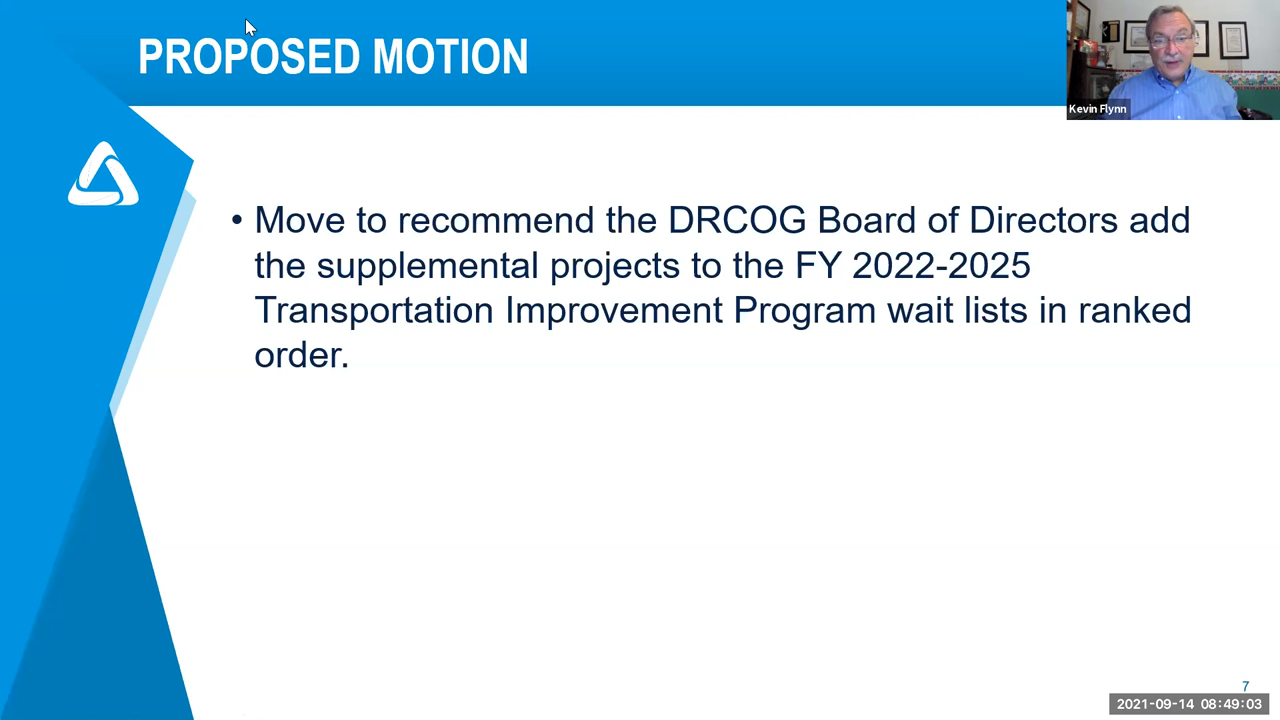 PROPOSED MOTION
Kevin Flynn
• Move to recommend the DRCOG Board of Directors add
the supplemental projects to the FY 2022-2025
Transportation Improvement Program wait lists in ranked
order.
7
2021-09-14 08:49:03